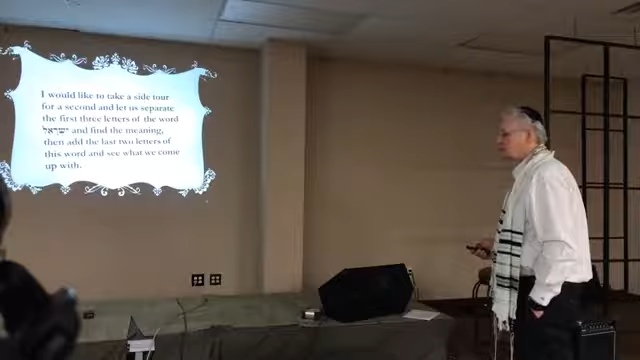 I would like to take a side tour
for a second and let us separate
the first three letters of the word
ישראל and find the meaning,
then add the last two letters of
this word and see what we come
up with.